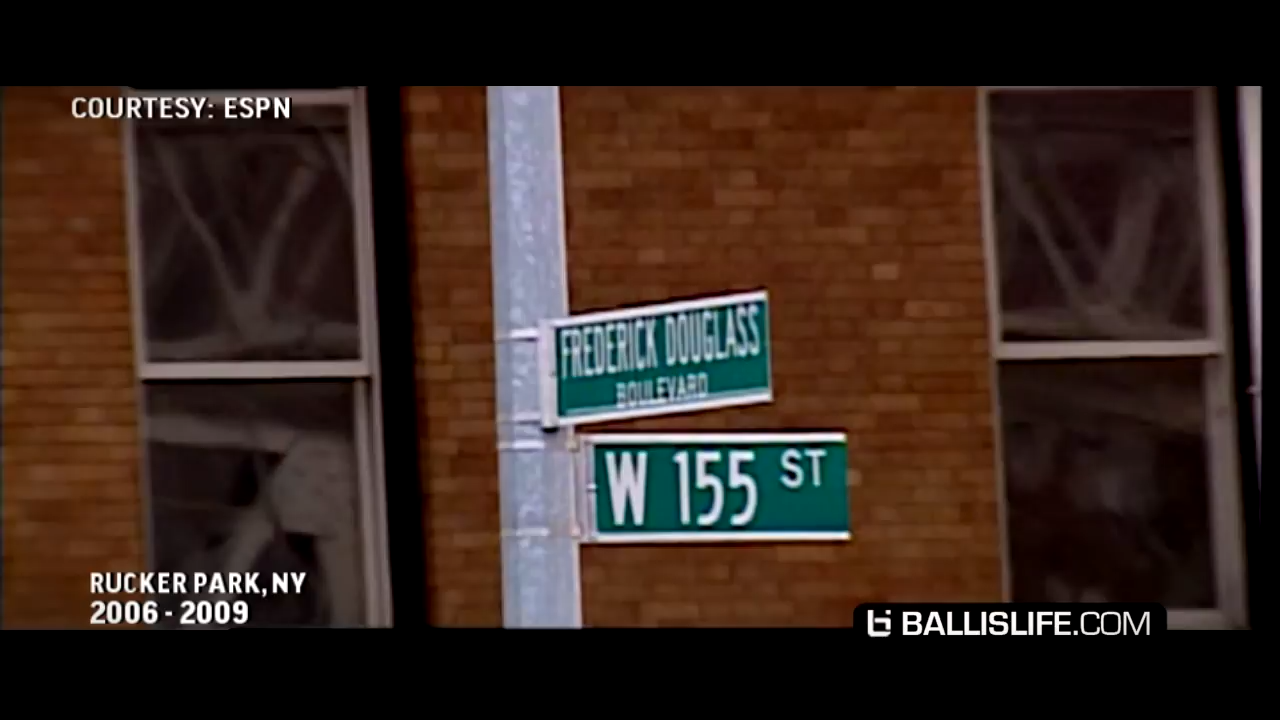 COURTESY: ESPN
FREDERICK DOUGLASS
BOULEVARD
W 155 ST
RUCKER PARK, NY
2006 - 2009
BALLISLIFE.COM